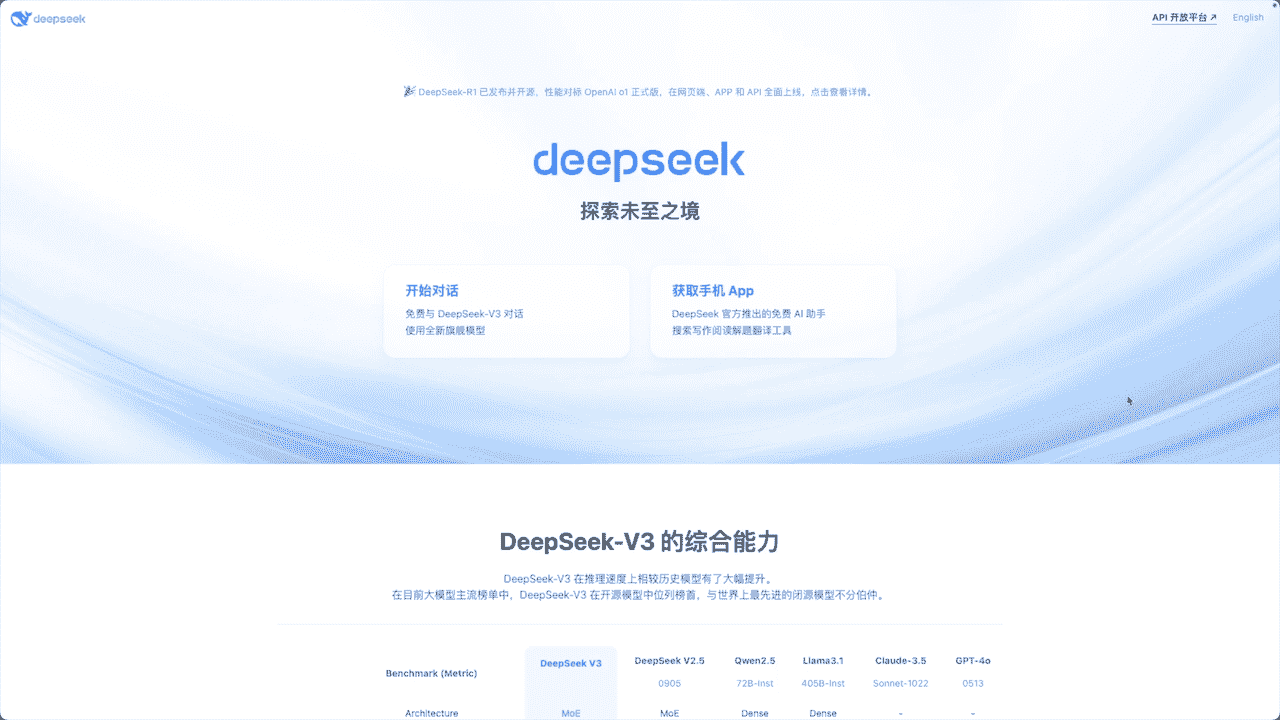 deepseek
API 开放平台 ↗ English
🎉 DeepSeek-R1 已发布并开源，性能对标 OpenAI o1 正式版，在网页端、APP 和 API 全面上线，点击查看详情。
deepseek
探索未至之境
开始对话
免费与 DeepSeek-V3 对话
使用全新旗舰模型
获取手机 App
DeepSeek 官方推出的免费 AI 助手
搜索写作阅读解题翻译工具
DeepSeek-V3 的综合能力
DeepSeek-V3 在推理速度上相较历史模型有了大幅提升。
在目前大模型主流榜单中，DeepSeek-V3 在开源模型中位列榜首，与世界上最先进的闭源模型不分伯仲。
Benchmark (Metric) DeepSeek V3 DeepSeek V2.5 Qwen2.5 Llama3.1 Claude-3.5 GPT-4o
0905 72B-Inst 405B-Inst Sonnet-1022 0513
Architecture MoE MoE Dense Dense - -